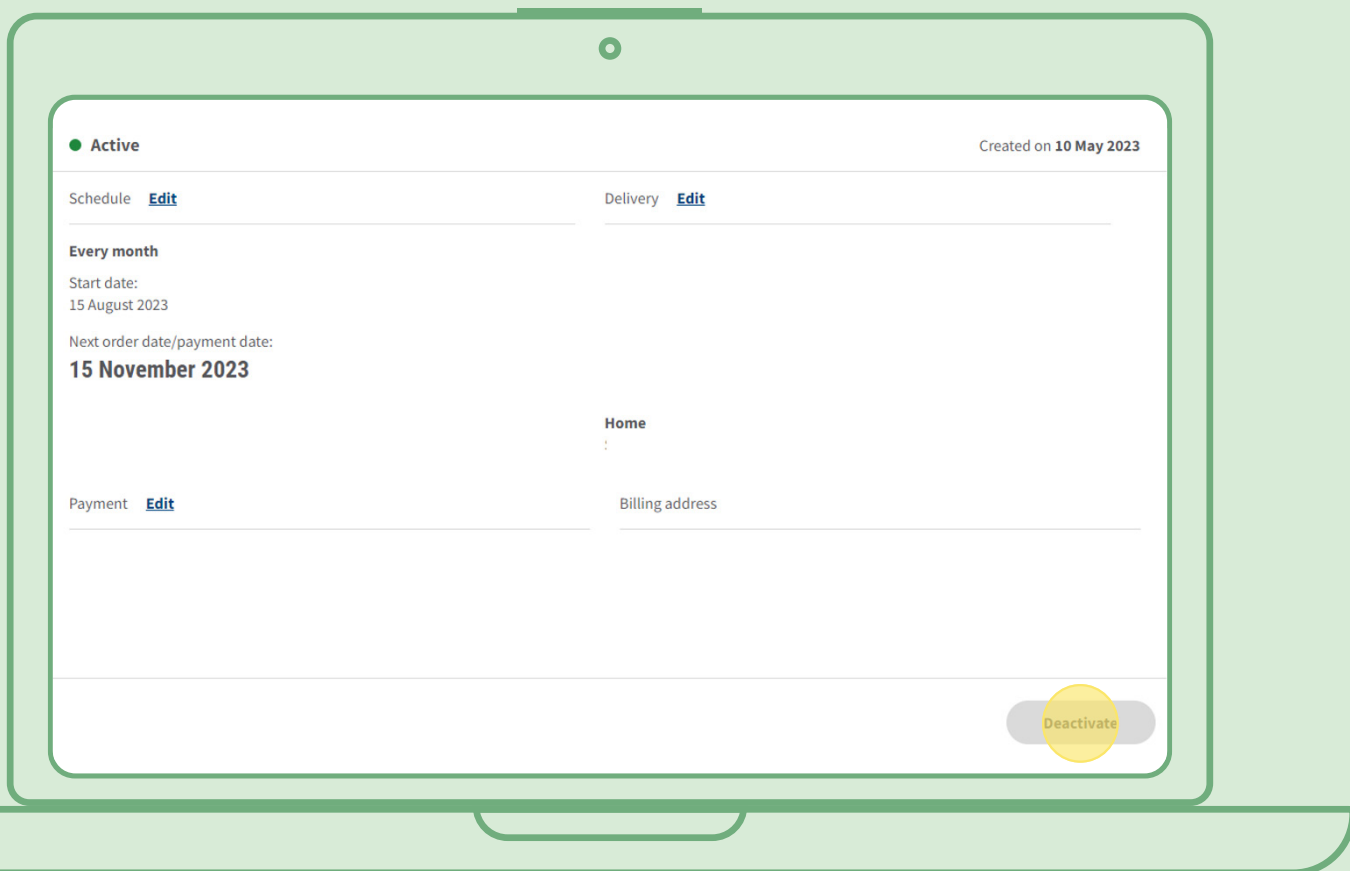 Active
Created on 10 May 2023
Schedule Edit
Delivery Edit
Every month
Start date:
15 August 2023
Next order date/payment date:
15 November 2023
Home
Payment Edit
Billing address
Deactivate